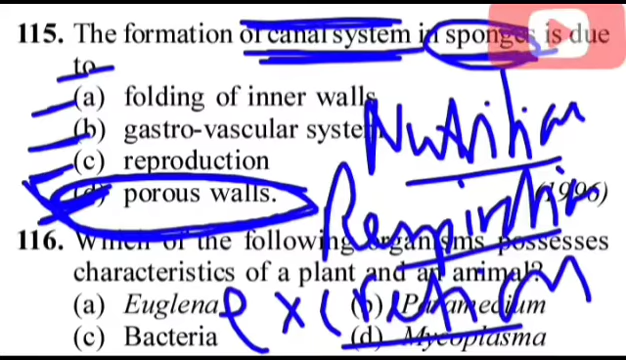 115. The formation of canal system in sponges is due
to
(a) folding of inner walls
(b) gastro-vascular system
(c) reproduction
(d) porous walls. (1996)
Nutrition
Respiration
excretion
116. Which of the following organisms possesses
characteristics of a plant and an animal?
(a) Euglena (b) Paramedium
(c) Bacteria (d) Mycoplasma